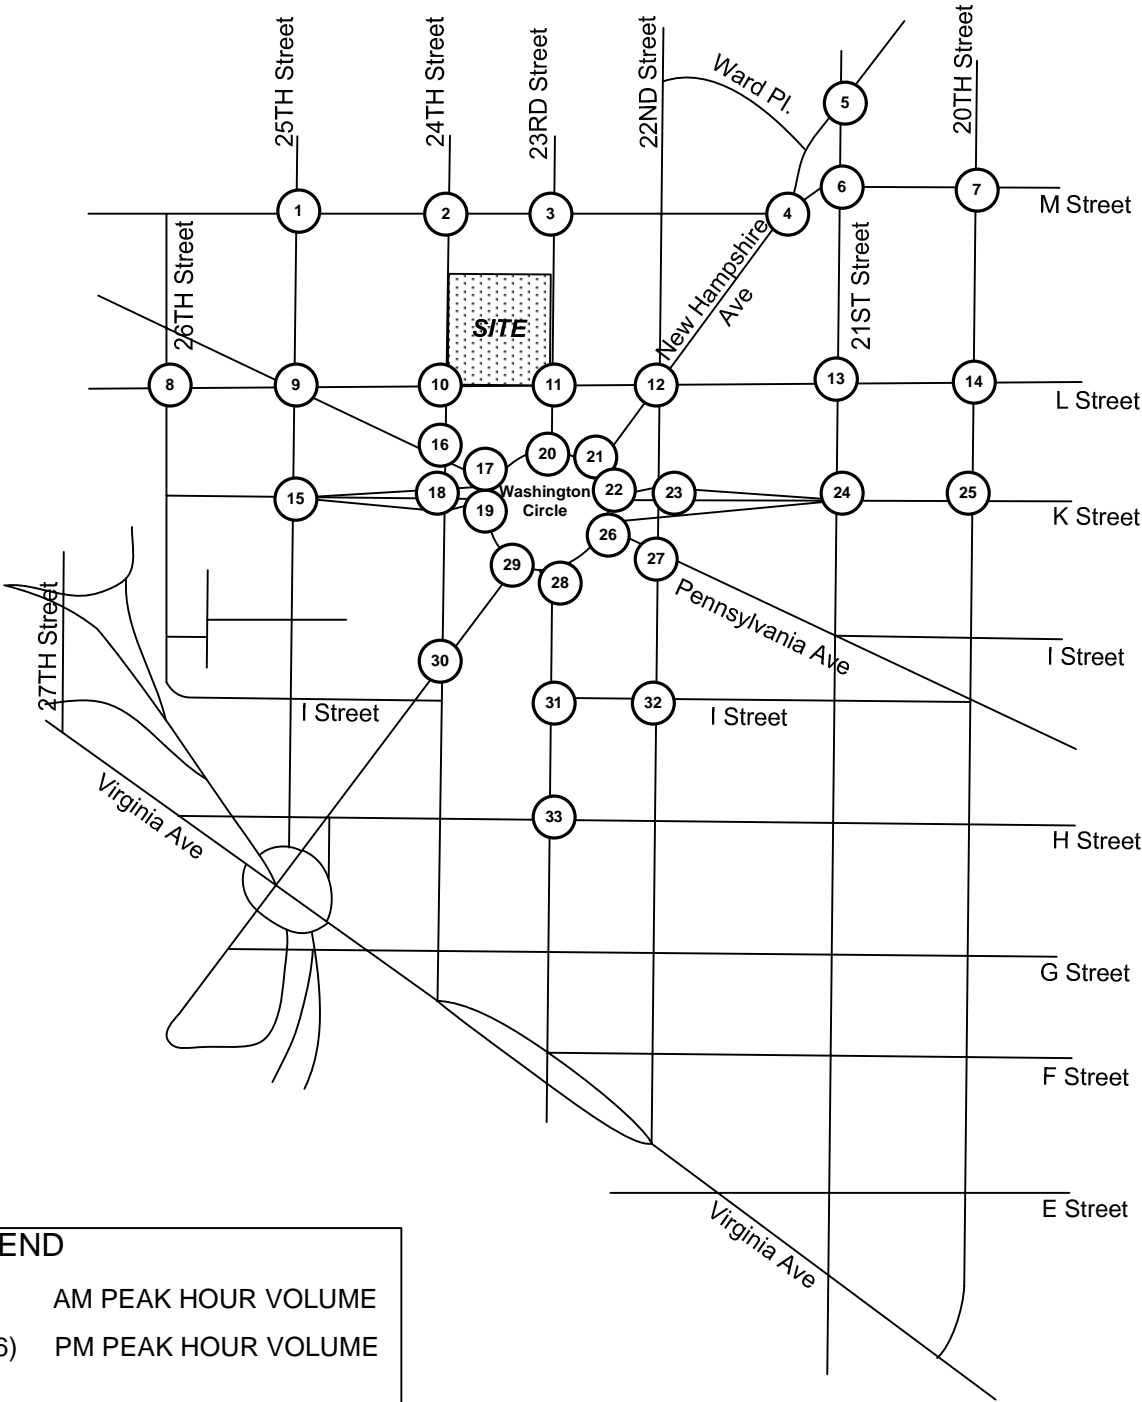 25TH Street
24TH Street
23RD Street
22ND Street
Ward Pl.
20TH Street
5
6
7
1
2
3
4
M Street
26TH Street
New Hampshire
Ave
21ST Street
SITE
8
9
10
11
12
13
14
L Street
16
17
20
21
15
18
19
Washington
Circle
22
23
24
25
K Street
26
27
29
28
Pennsylvania Ave
27TH Street
30
I Street
I Street
31
32
I Street
33
Virginia Ave
H Street
G Street
F Street
E Street
Virginia Ave
END
AM PEAK HOUR VOLUME
6) PM PEAK HOUR VOLUME